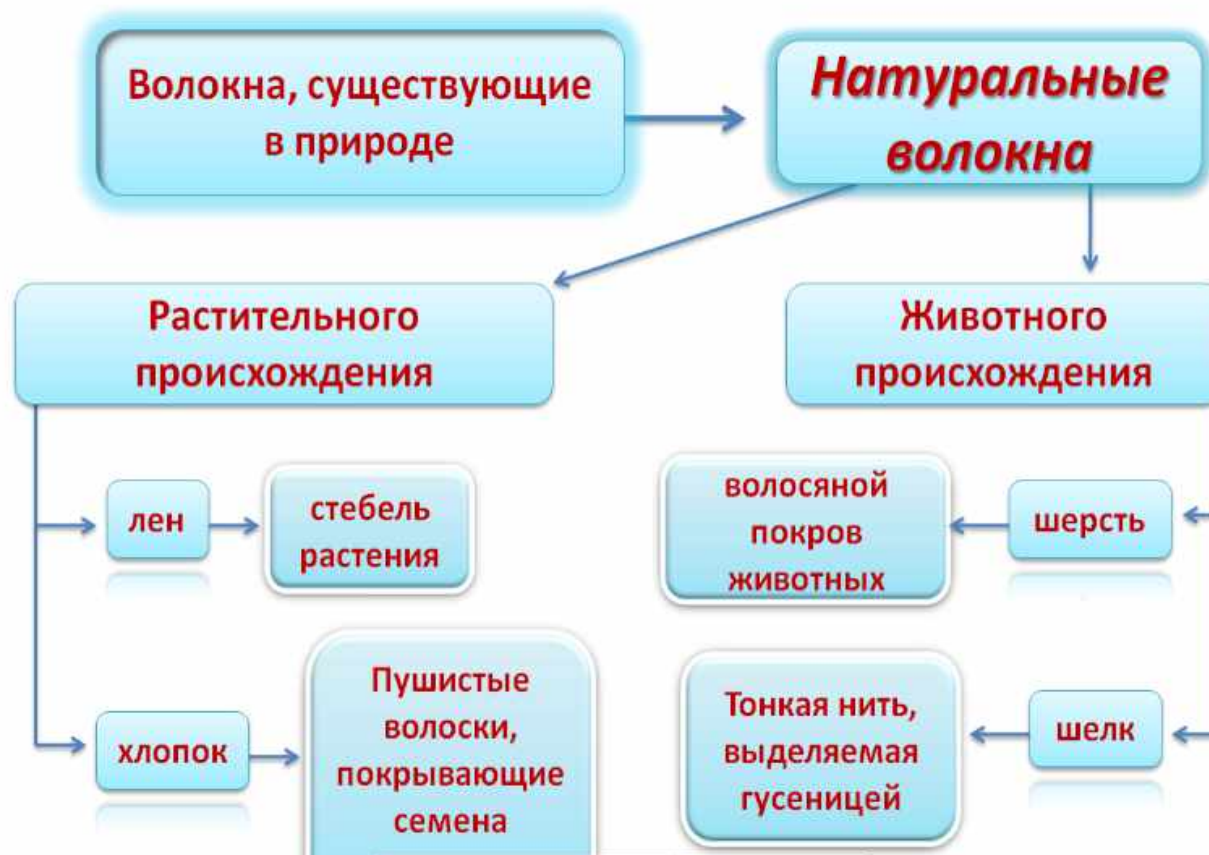 Волокна, существующие
в природе
Натуральные
волокна
Растительного
происхождения
Животного
происхождения
лен
стебель
растения
волосяной
покров
животных
шерсть
хлопок
Пушистые
волоски,
покрывающие
семена
Тонкая нить,
выделяемая
гусеницей
шелк